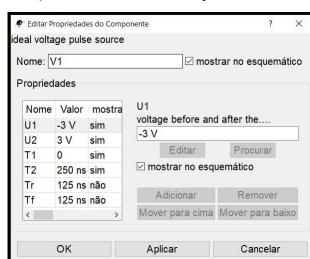 Editar Propriedades do Componente
ideal voltage pulse source
Nome: V1 mostrar no esquemático
Propriedades
Nome Valor mostra
U1 -3 V sim
U2 3 V sim
T1 0 sim
T2 250 ns sim
Tr 125 ns não
Tf 125 ns não
U1
voltage before and after the....
-3 V
Editar Procurar
mostrar no esquemático
Adicionar Remover
Mover para cima Mover para baixo
OK Aplicar Cancelar